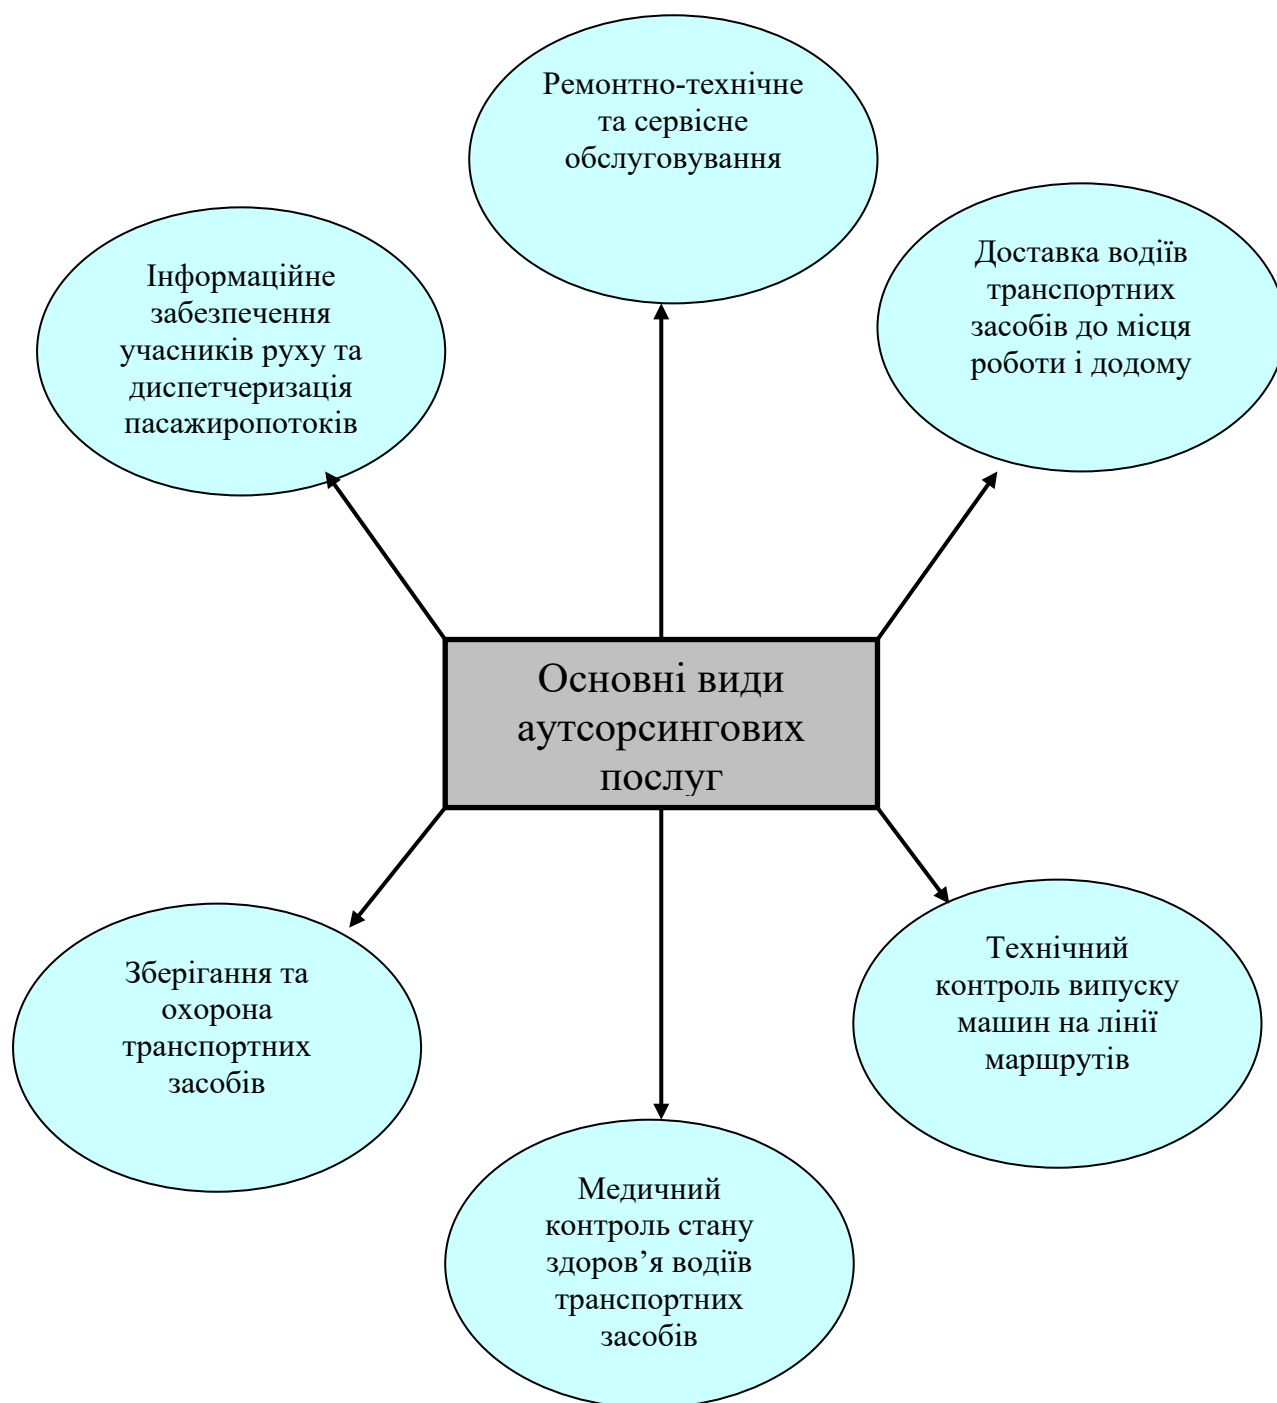 Ремонтно-технічне
та сервісне
обслуговування
Інформаційне
забезпечення
учасників руху та
диспетчеризація
пасажиропотоків
Доставка водіїв
транспортних
засобів до місця
роботи і додому
Основні види
аутсорсингових
послуг
Зберігання та
охорона
транспортних
засобів
Технічний
контроль випуску
машин на лінії
маршрутів
Медичний
контроль стану
здоров’я водіїв
транспортних
засобів